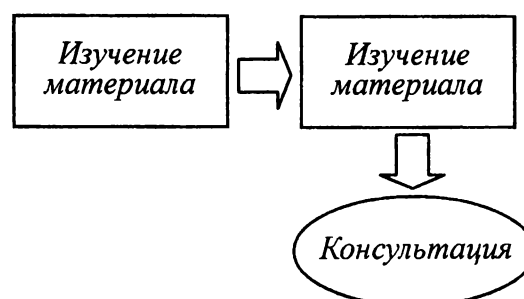 Изучение
материала
Изучение
материала
Консультация